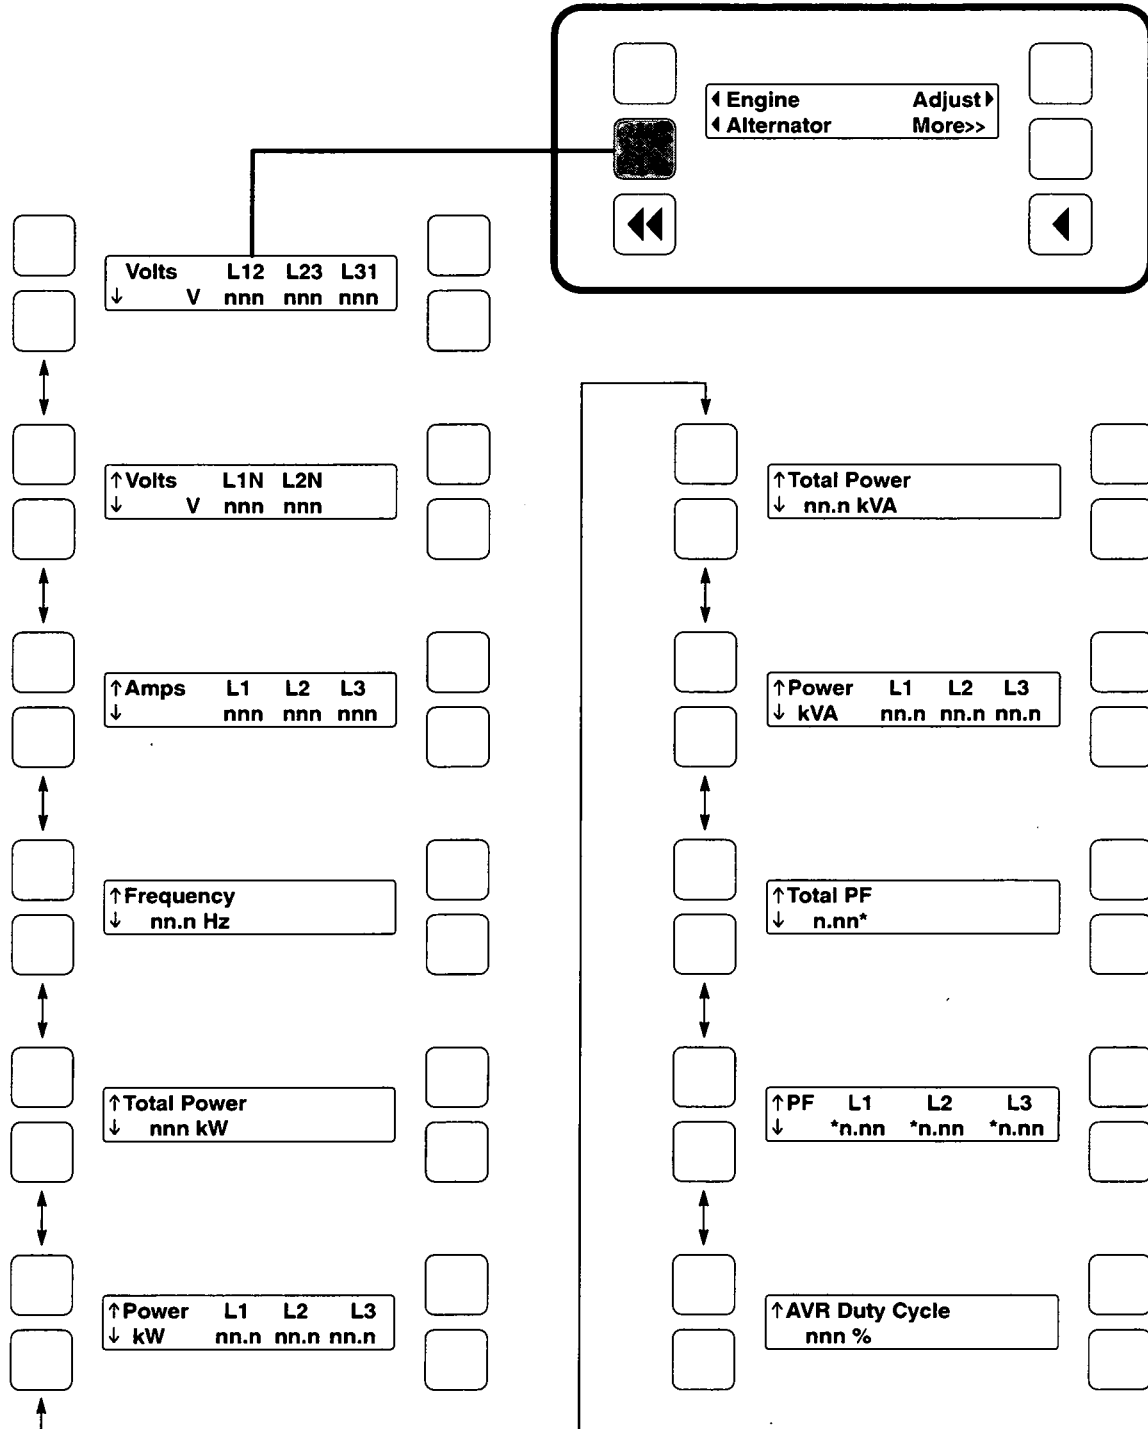 ◀ Engine Adjust ▶
◀ Alternator More>>
Volts L12 L23 L31
↓ V nnn nnn nnn
↑ Volts L1N L2N
↓ V nnn nnn
↑ Amps L1 L2 L3
↓ nnn nnn nnn
↑ Frequency
↓ nn.n Hz
↑ Total Power
↓ nnn kW
↑ Power L1 L2 L3
↓ kW nn.n nn.n nn.n
↑ Total Power
↓ nn.n kVA
↑ Power L1 L2 L3
↓ kVA nn.n nn.n nn.n
↑ Total PF
↓ n.nn*
↑ PF L1 L2 L3
↓ *n.nn *n.nn *n.nn
↑ AVR Duty Cycle
nnn %